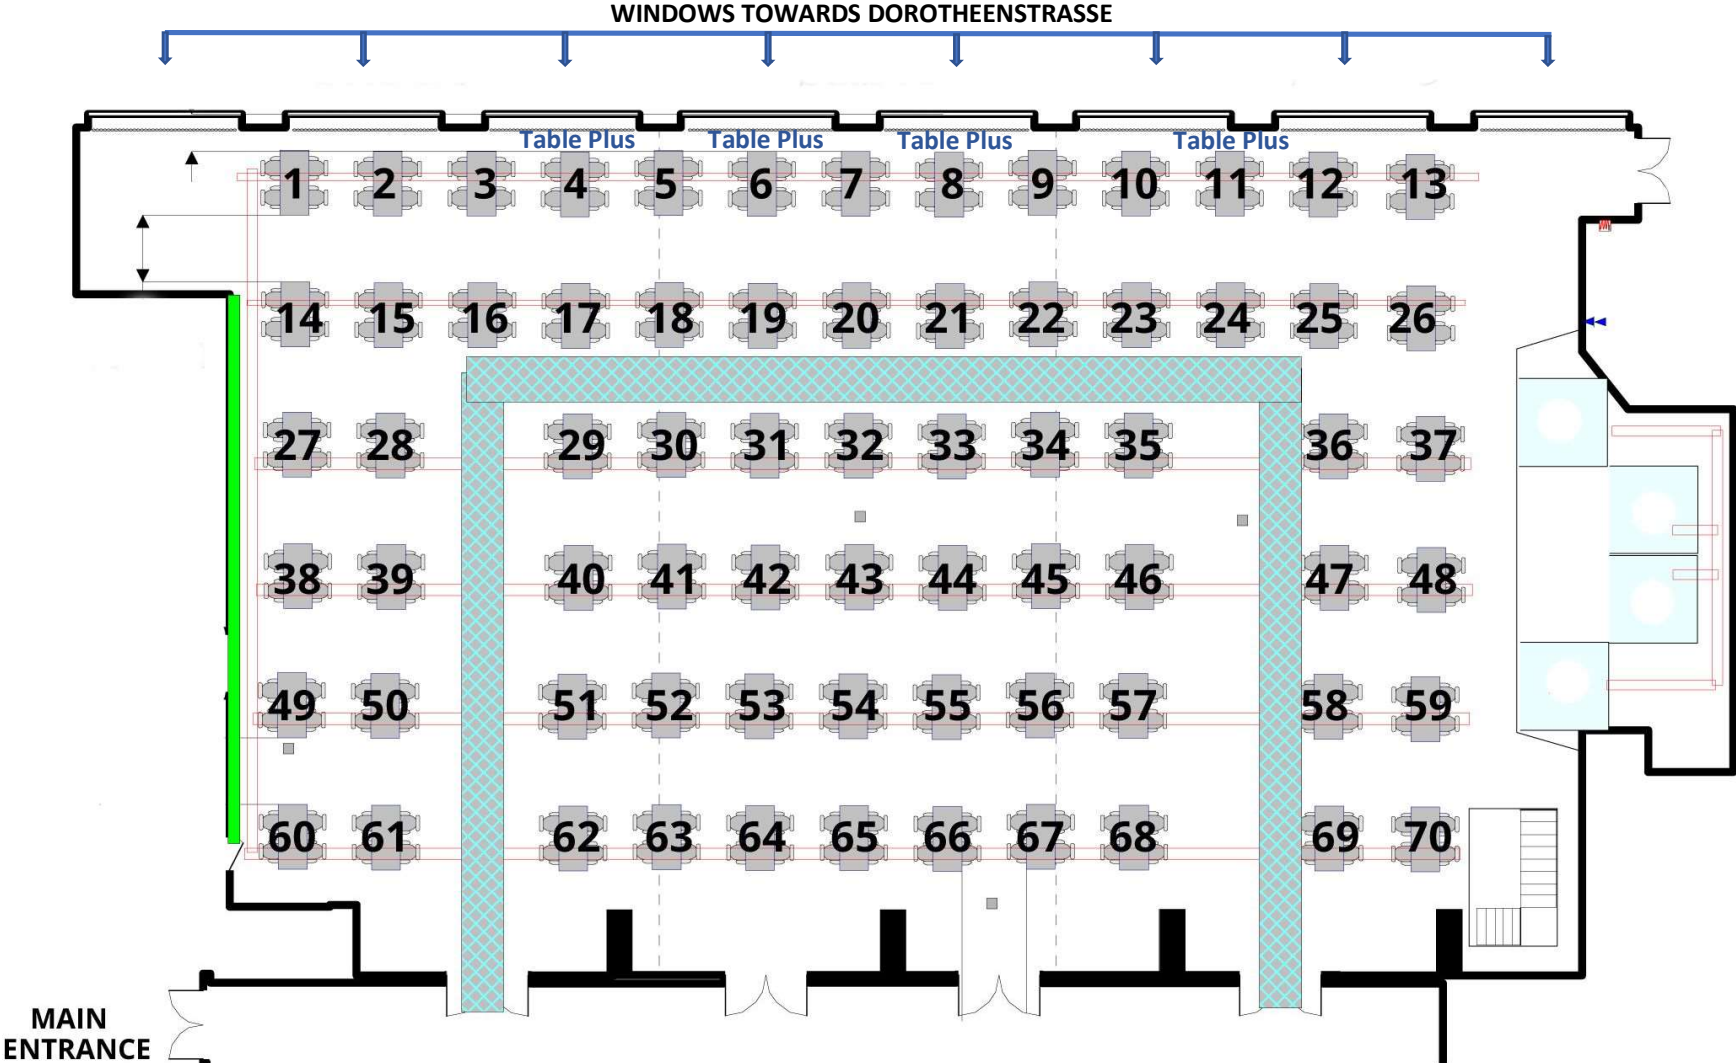 WINDOWS TOWARDS DOROTHEENSTRASSE
Table Plus Table Plus Table Plus Table Plus
1 2 3 4 5 6 7 8 9 10 11 12 13
14 15 16 17 18 19 20 21 22 23 24 25 26
27 28 29 30 31 32 33 34 35 36 37
38 39 40 41 42 43 44 45 46 47 48
49 50 51 52 53 54 55 56 57 58 59
60 61 62 63 64 65 66 67 68 69 70
MAIN
ENTRANCE